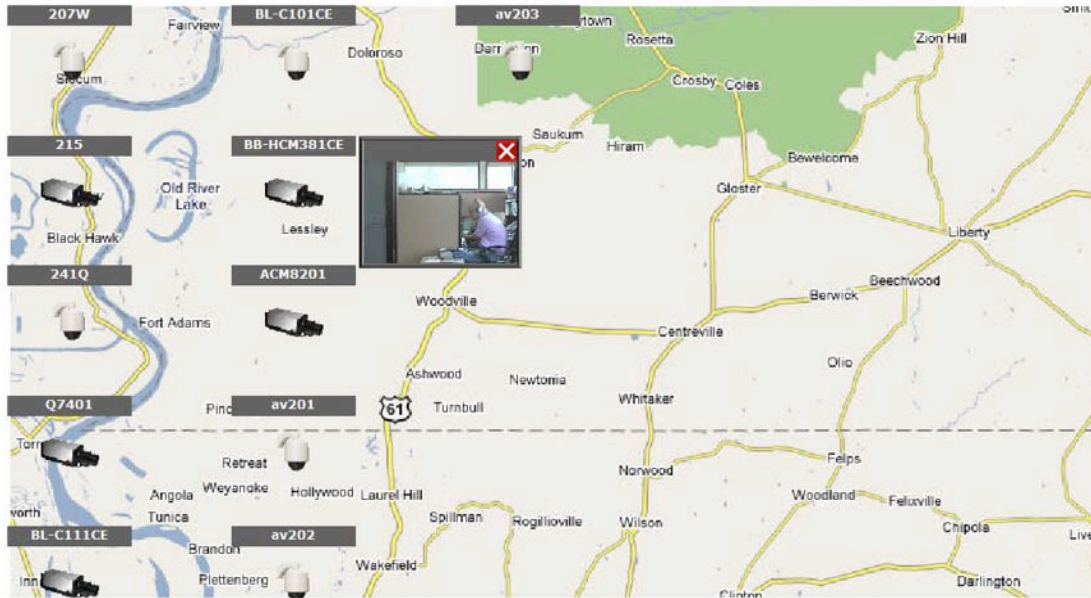 207W
BL-C101CE
av203
Fairview
Rosetta
Zion Hill
Doloroso
Slocum
Crosby
Coles
215
BB-HCM381CE
Saukum
Hiram
Bewelcome
Old River
Lake
Gloster
Lessley
Black Hawk
Liberty
241Q
ACM8201
Beechwood
Berwick
Woodville
Fort Adams
Centreville
Olio
Ashwood
Newtonia
Whitaker
Q7401
av201
61
Turnbull
Retreat
Felps
Norwood
Weyanoke
Hollywood
Laurel Hill
Angola
Woodland
Felixville
Tunica
Spillman
Rogillioville
Wilson
Chipola
BL-C111CE
av202
Brandon
Wakefield
Plettenberg
Darlington
Clinton